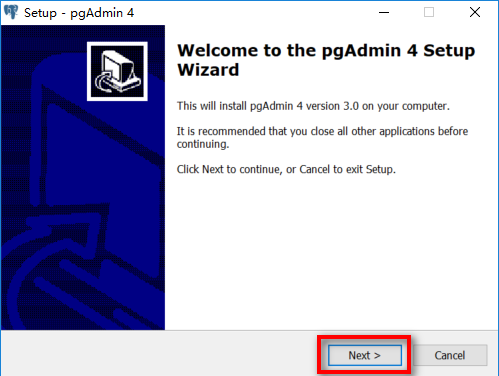 Setup - pgAdmin 4
Welcome to the pgAdmin 4 Setup
Wizard
This will install pgAdmin 4 version 3.0 on your computer.
It is recommended that you close all other applications before
continuing.
Click Next to continue, or Cancel to exit Setup.
Next >
Cancel